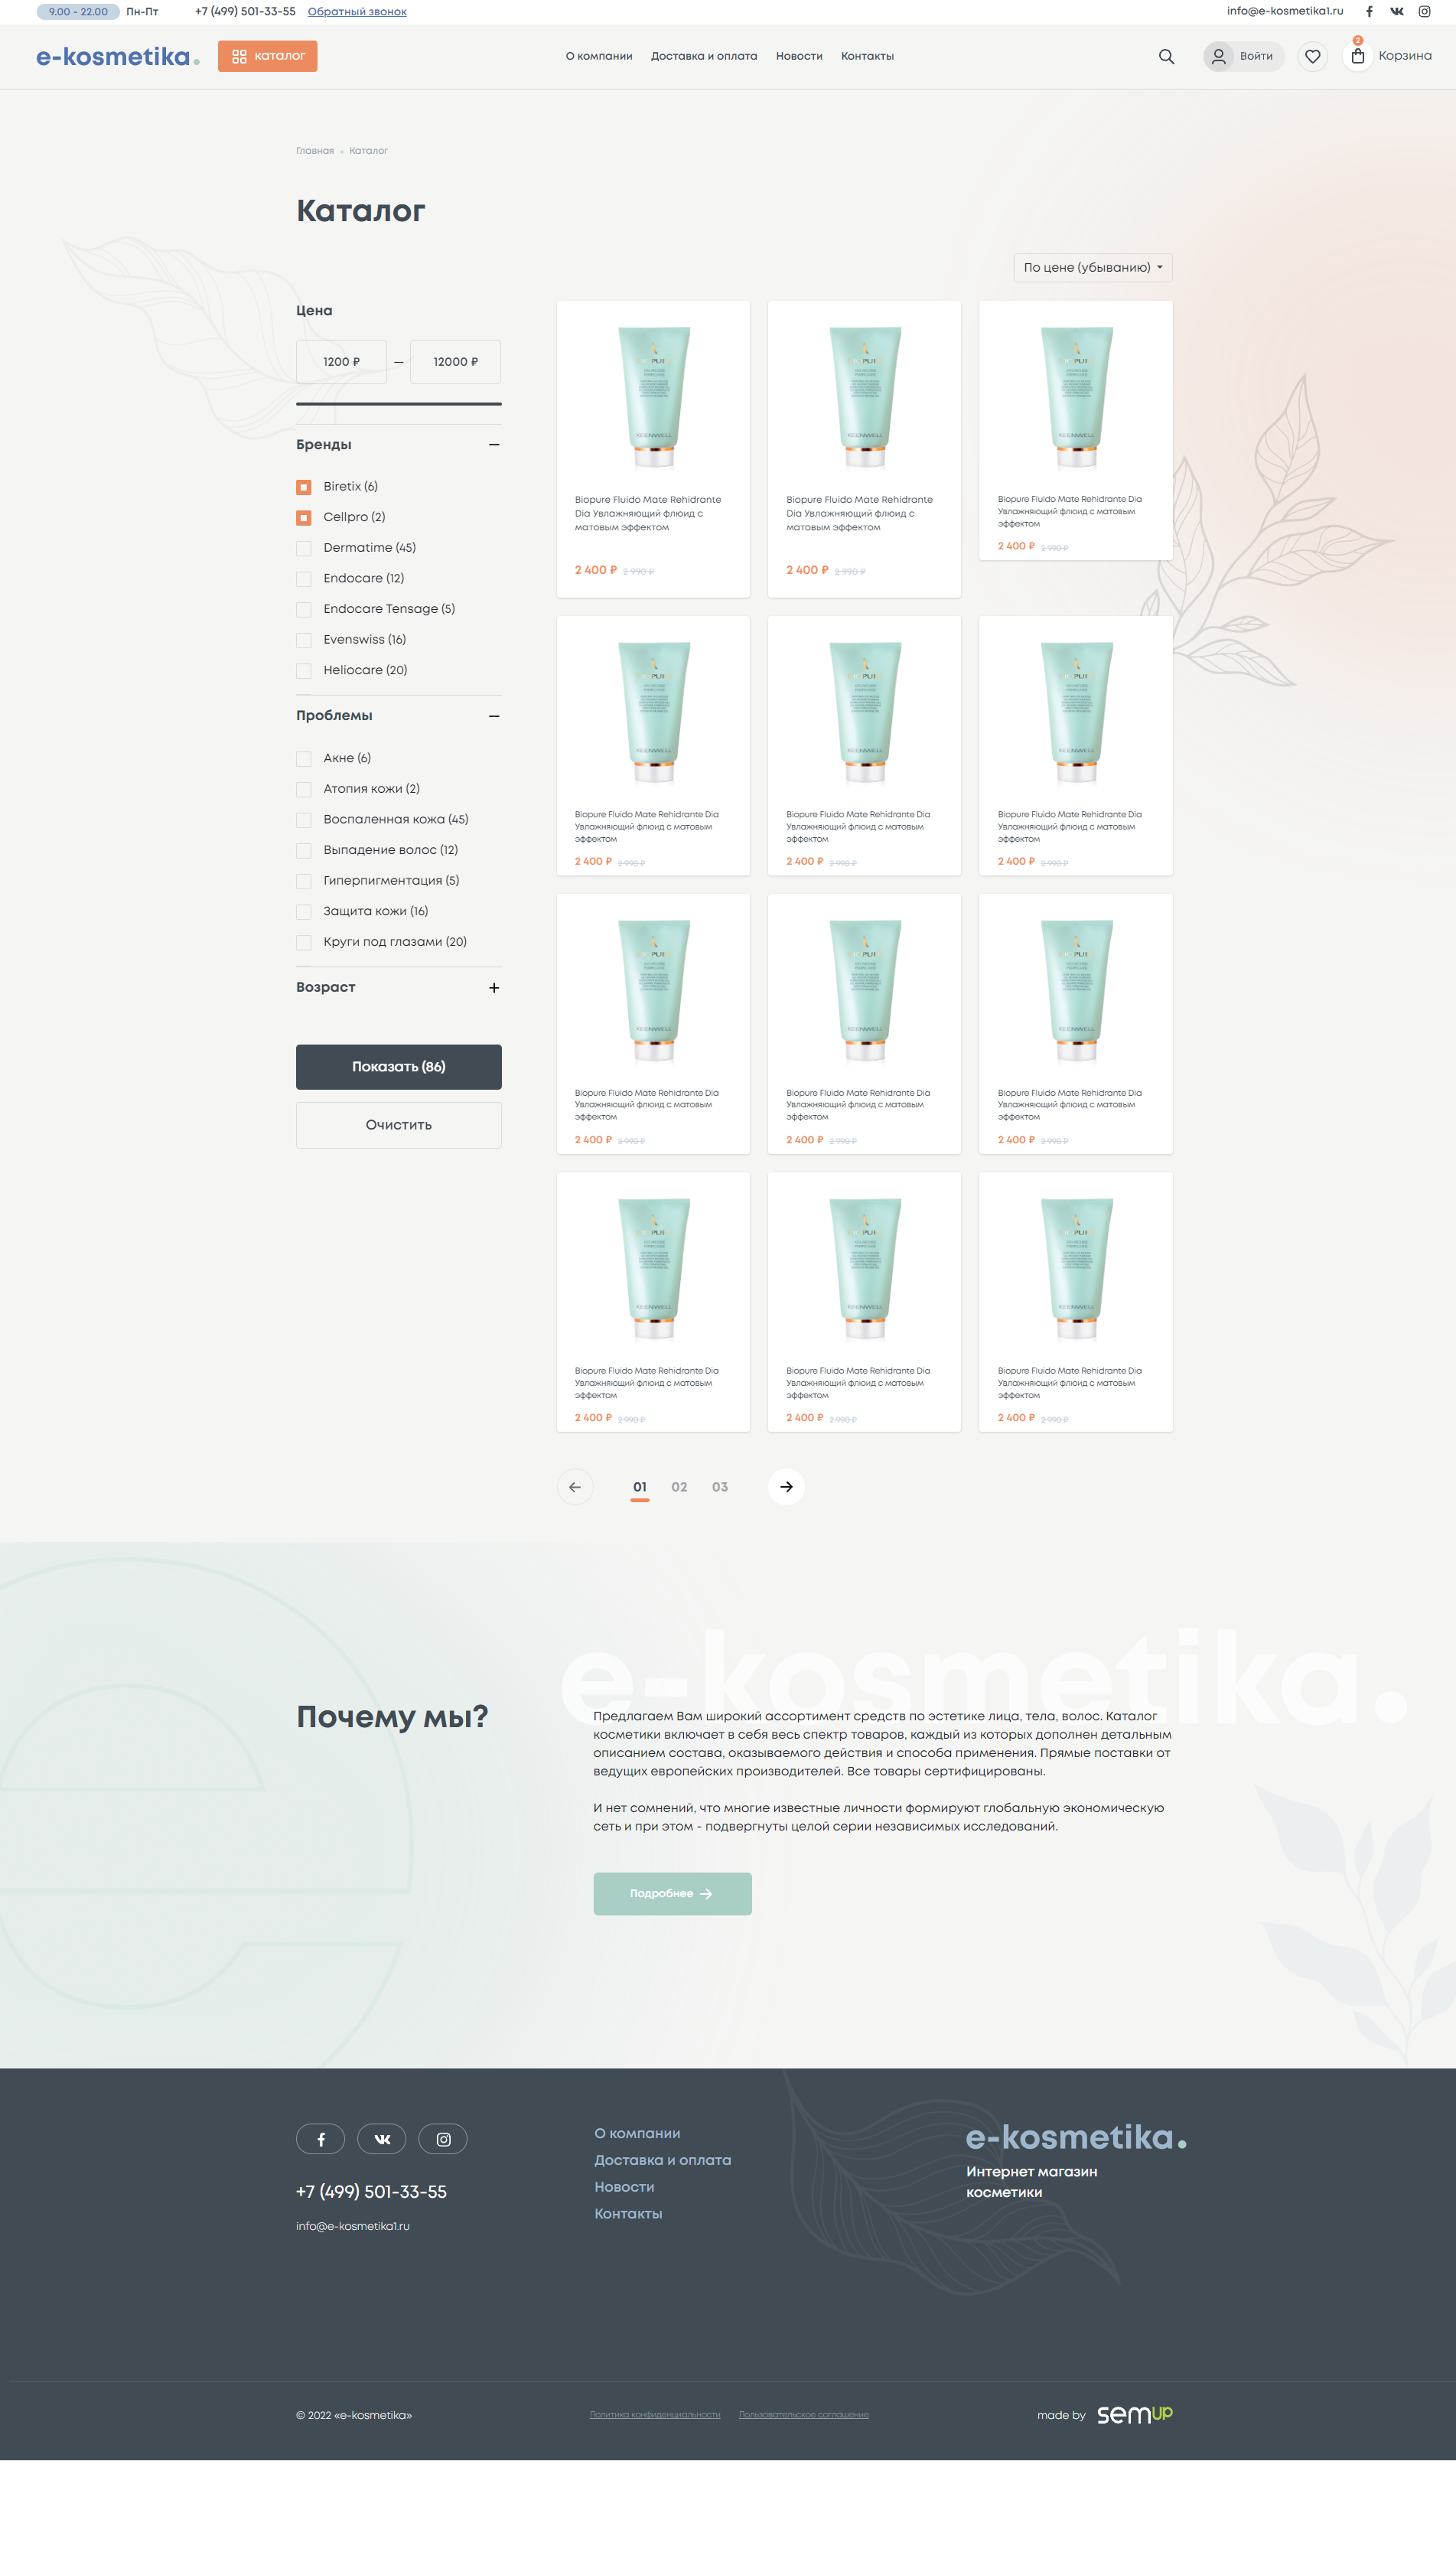 9.00 - 22.00 Пн-Пт +7 (499) 501-33-55 Обратный звонок info@e-kosmetika1.ru
e-kosmetika. каталог О компании Доставка и оплата Новости Контакты Войти 2 Корзина
Главная Каталог
Каталог
По цене (убыванию)
Цена
1200 ₽ — 12000 ₽
Бренды
Biretix (6)
Cellpro (2)
Dermatime (45)
Endocare (12)
Endocare Tensage (5)
Evenswiss (16)
Heliocare (20)
Проблемы
Акне (6)
Атопия кожи (2)
Воспаленная кожа (45)
Выпадение волос (12)
Гиперпигментация (5)
Защита кожи (16)
Круги под глазами (20)
Возраст
Показать (86)
Очистить
KEENWELL
Biopure Fluido Mate Rehidrante
Dia Увлажняющий флюид с
матовым эффектом
2 400 ₽ 2 990 ₽
KEENWELL
Biopure Fluido Mate Rehidrante
Dia Увлажняющий флюид с
матовым эффектом
2 400 ₽ 2 990 ₽
KEENWELL
Biopure Fluido Mate Rehidrante Dia
Увлажняющий флюид с матовым
эффектом
2 400 ₽ 2 990 ₽
KEENWELL
Biopure Fluido Mate Rehidrante Dia
Увлажняющий флюид с матовым
эффектом
2 400 ₽ 2 990 ₽
KEENWELL
Biopure Fluido Mate Rehidrante Dia
Увлажняющий флюид с матовым
эффектом
2 400 ₽ 2 990 ₽
KEENWELL
Biopure Fluido Mate Rehidrante Dia
Увлажняющий флюид с матовым
эффектом
2 400 ₽ 2 990 ₽
KEENWELL
Biopure Fluido Mate Rehidrante Dia
Увлажняющий флюид с матовым
эффектом
2 400 ₽ 2 990 ₽
KEENWELL
Biopure Fluido Mate Rehidrante Dia
Увлажняющий флюид с матовым
эффектом
2 400 ₽ 2 990 ₽
KEENWELL
Biopure Fluido Mate Rehidrante Dia
Увлажняющий флюид с матовым
эффектом
2 400 ₽ 2 990 ₽
KEENWELL
Biopure Fluido Mate Rehidrante Dia
Увлажняющий флюид с матовым
эффектом
2 400 ₽ 2 990 ₽
KEENWELL
Biopure Fluido Mate Rehidrante Dia
Увлажняющий флюид с матовым
эффектом
2 400 ₽ 2 990 ₽
KEENWELL
Biopure Fluido Mate Rehidrante Dia
Увлажняющий флюид с матовым
эффектом
2 400 ₽ 2 990 ₽
01 02 03
e-kosmetika.
Почему мы?
Предлагаем Вам широкий ассортимент средств по эстетике лица, тела, волос. Каталог
косметики включает в себя весь спектр товаров, каждый из которых дополнен детальным
описанием состава, оказываемого действия и способа применения. Прямые поставки от
ведущих европейских производителей. Все товары сертифицированы.
И нет сомнений, что многие известные личности формируют глобальную экономическую
сеть и при этом - подвергнуты целой серии независимых исследований.
Подробнее
+7 (499) 501-33-55
info@e-kosmetika1.ru
О компании
Доставка и оплата
Новости
Контакты
e-kosmetika.
Интернет магазин
косметики
© 2022 «e-kosmetika» Политика конфиденциальности Пользовательское соглашение made by semup